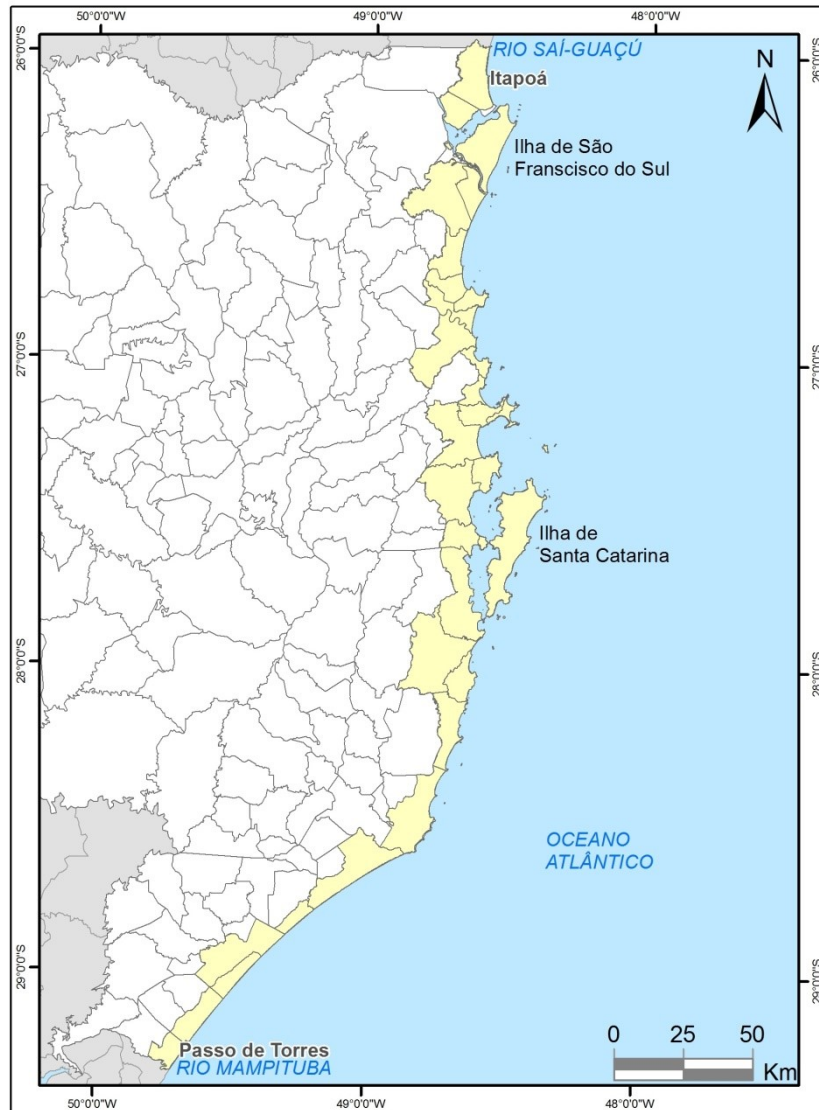 50°0'0"W 49°0'0"W 48°0'0"W
26°0'0"S
26°0'0"S
RIO SAÍ-GUAÇÚ
Itapoá
N
Ilha de São
Franscisco do Sul
27°0'0"S
27°0'0"S
Ilha de
Santa Catarina
28°0'0"S
28°0'0"S
OCEANO
ATLÂNTICO
29°0'0"S
29°0'0"S
Passo de Torres
RIO MAMPITUBA
0 25 50
Km
50°0'0"W 49°0'0"W 48°0'0"W